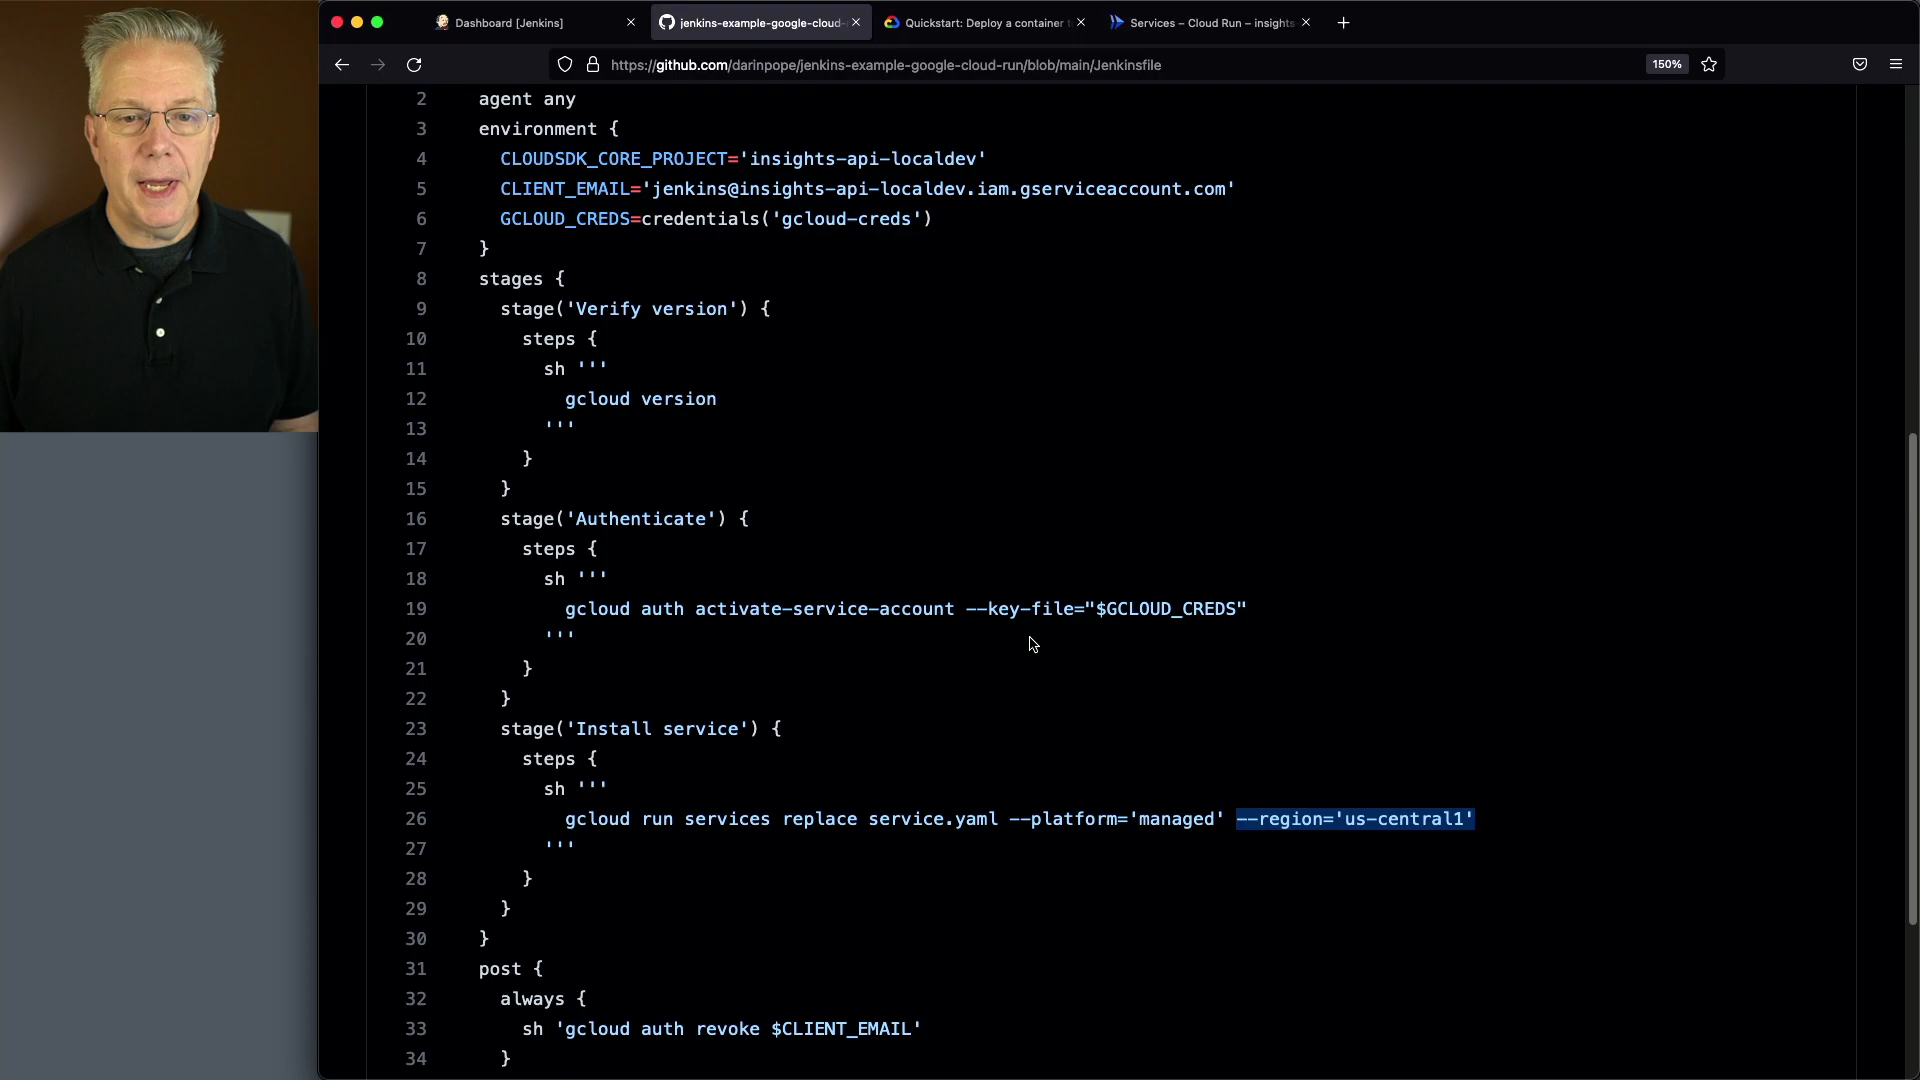 Dashboard [Jenkins]
jenkins-example-google-cloud-
Quickstart: Deploy a container t
Services – Cloud Run – insights
https://github.com/darinpope/jenkins-example-google-cloud-run/blob/main/Jenkinsfile
150%
2 agent any
3 environment {
4 CLOUDSDK_CORE_PROJECT='insights-api-localdev'
5 CLIENT_EMAIL='jenkins@insights-api-localdev.iam.gserviceaccount.com'
6 GCLOUD_CREDS=credentials('gcloud-creds')
7 }
8 stages {
9 stage('Verify version') {
10 steps {
11 sh '''
12 gcloud version
13 '''
14 }
15 }
16 stage('Authenticate') {
17 steps {
18 sh '''
19 gcloud auth activate-service-account --key-file="$GCLOUD_CREDS"
20 '''
21 }
22 }
23 stage('Install service') {
24 steps {
25 sh '''
26 gcloud run services replace service.yaml --platform='managed' --region='us-central1'
27 '''
28 }
29 }
30 }
31 post {
32 always {
33 sh 'gcloud auth revoke $CLIENT_EMAIL'
34 }